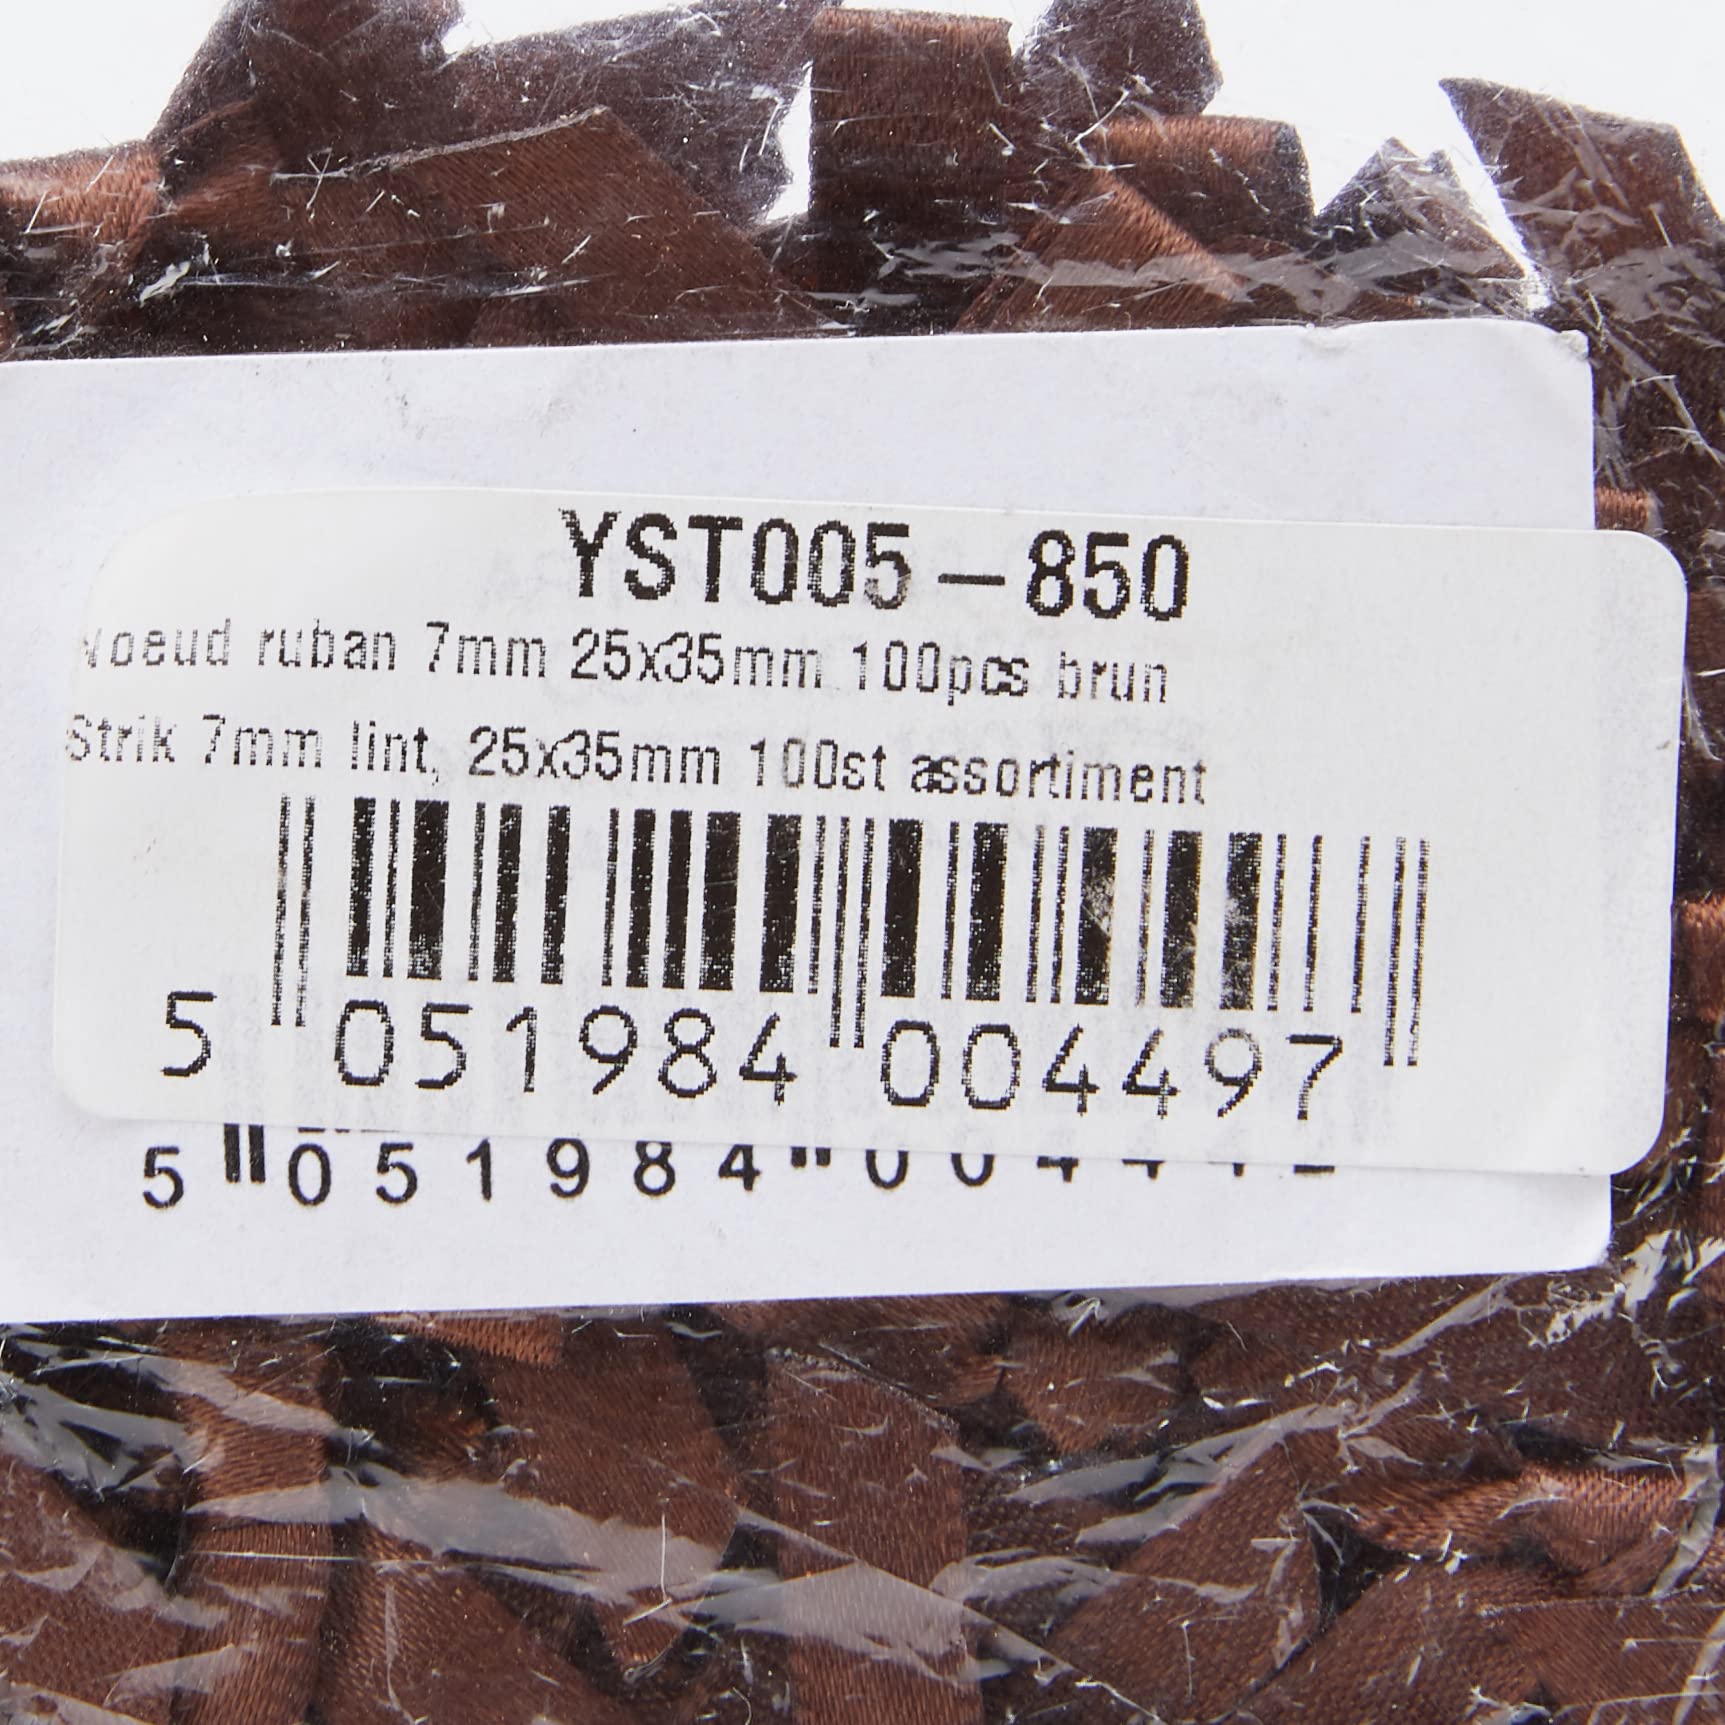 YST005-850
Noeud ruban 7mm 25x35mm 100pcs brun
Strik 7mm lint, 25x35mm 100st assortiment
5 051984 004497
5 051984